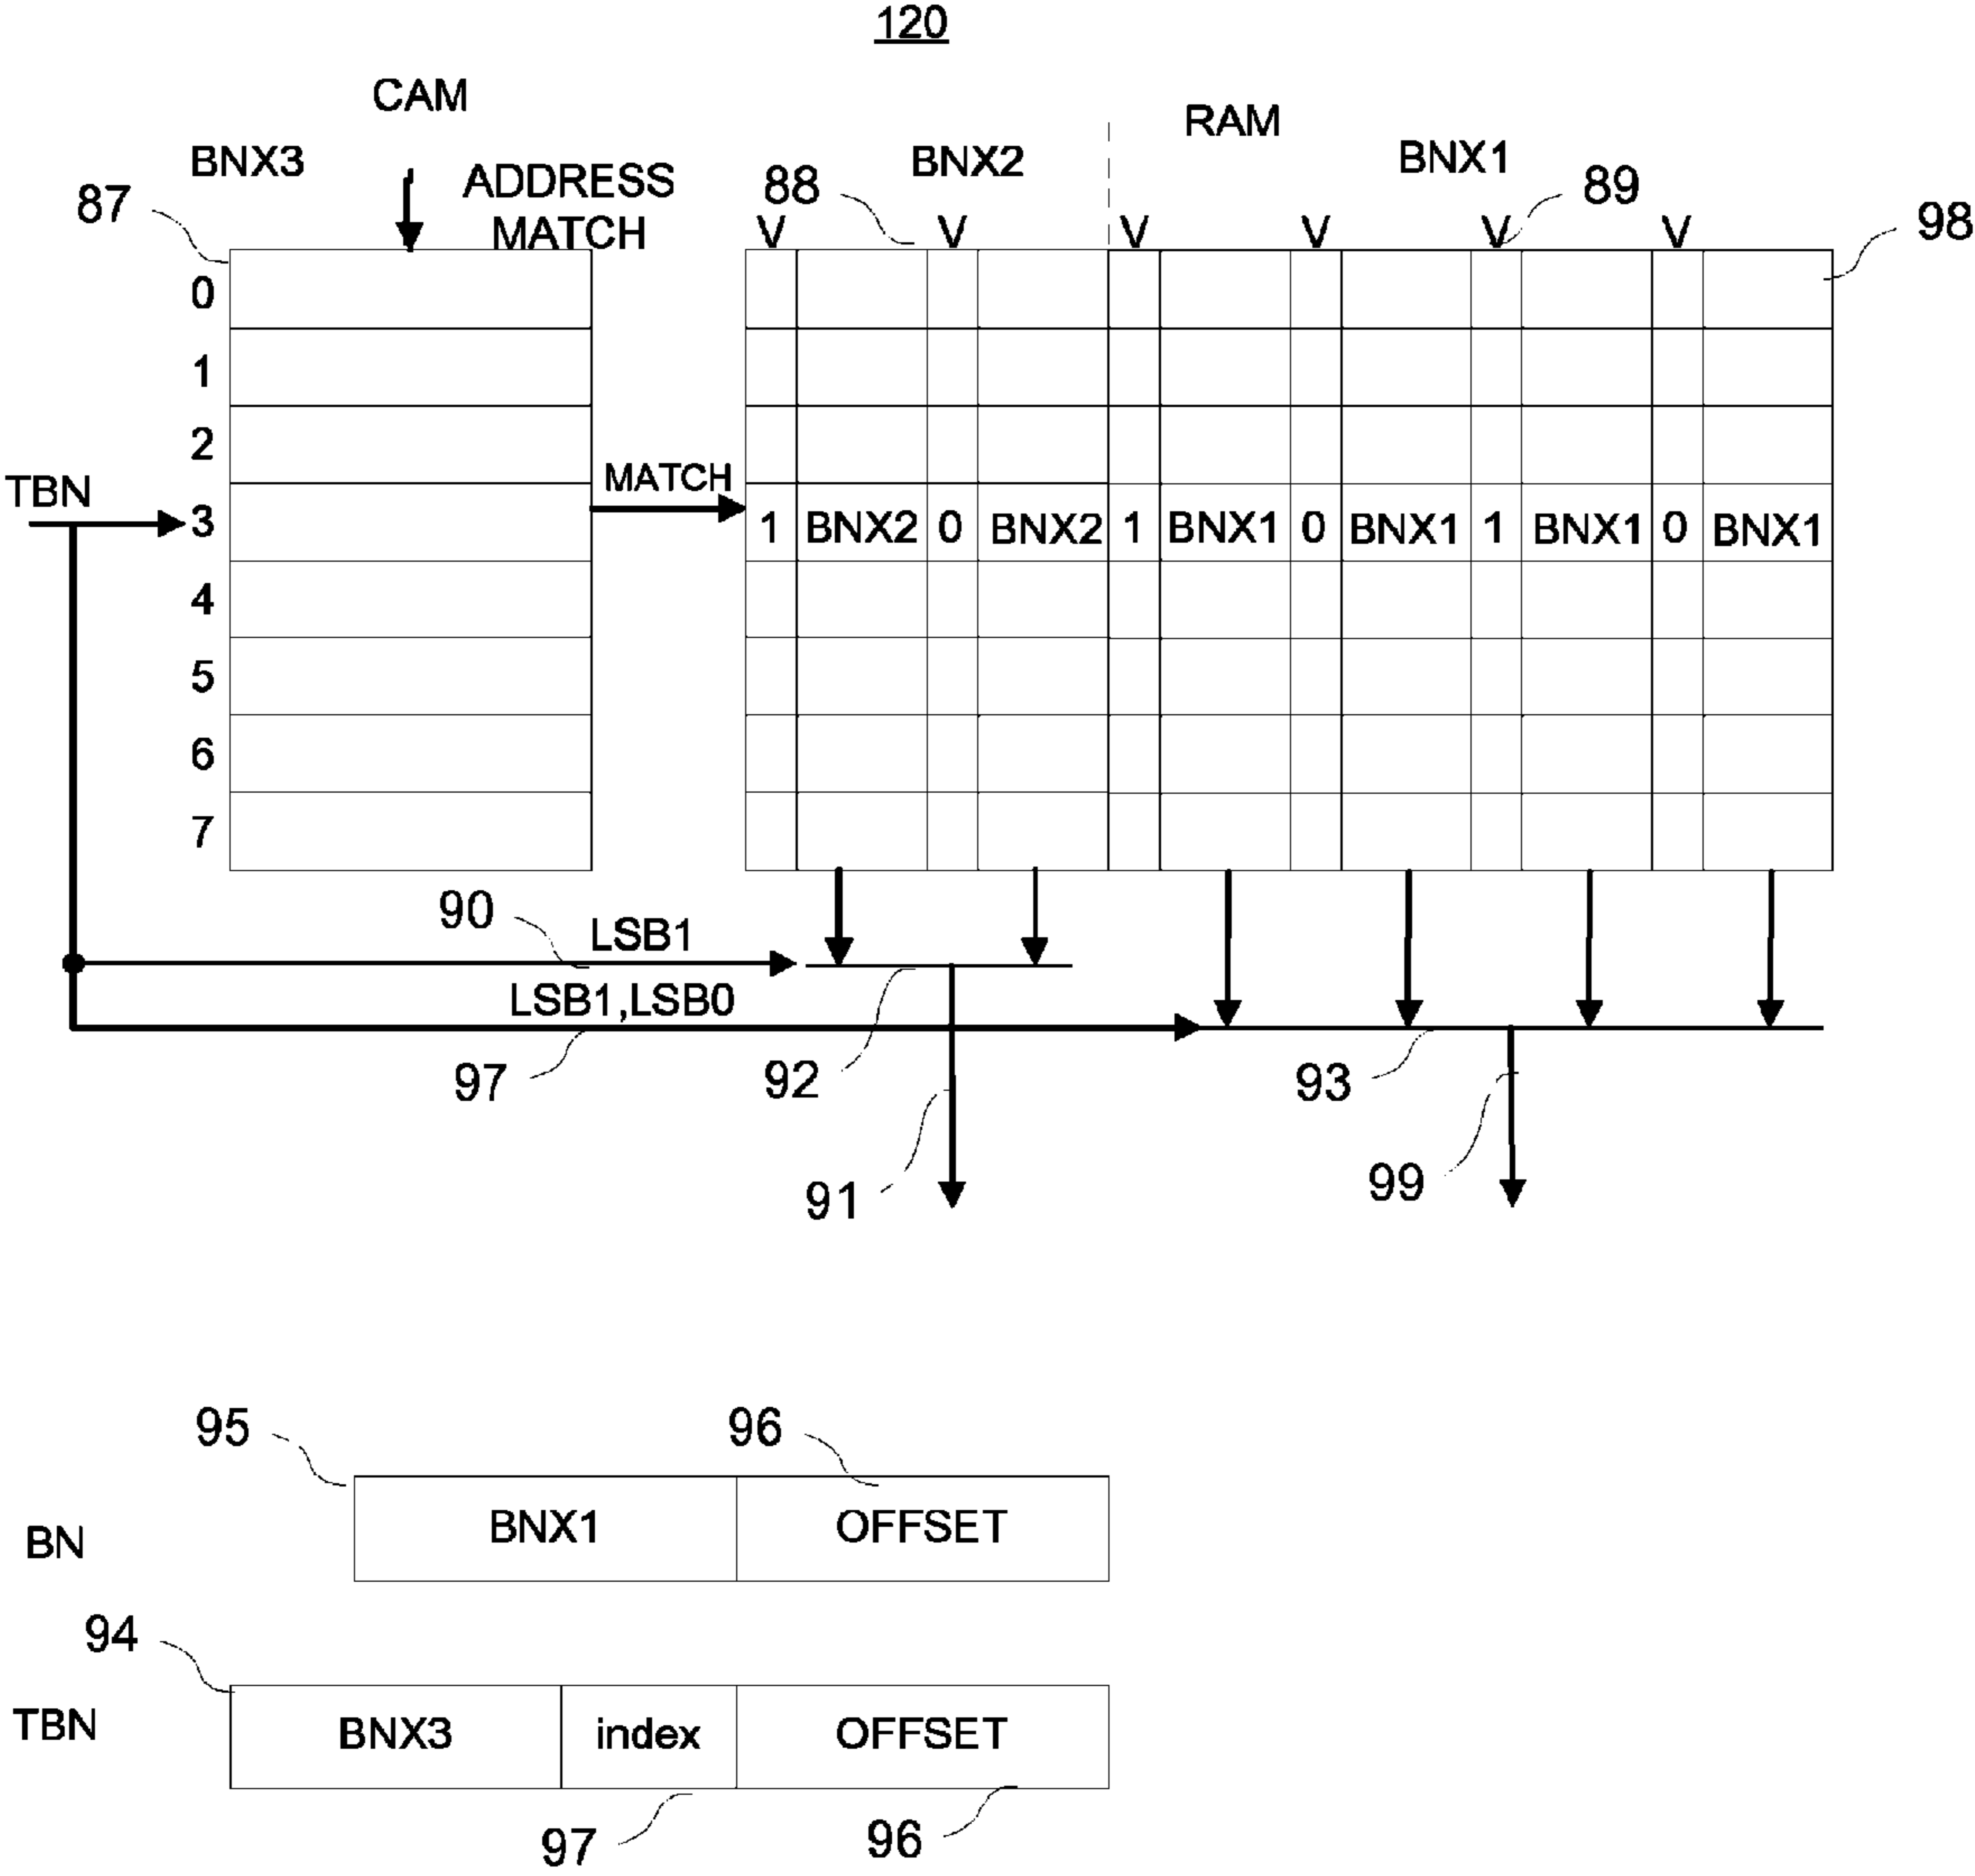 120
CAM
RAM
BNX3
BNX2
BNX1
ADDRESS
MATCH
87
88
89
98
V V V V V V
0
1
2
TBN
MATCH
3
1 BNX2 0 BNX2 1 BNX1 0 BNX1 1 BNX1 0 BNX1
4
5
6
7
90
LSB1
LSB1,LSB0
97
92
93
91
99
95
96
BN
BNX1 OFFSET
94
TBN
BNX3 index OFFSET
97
96